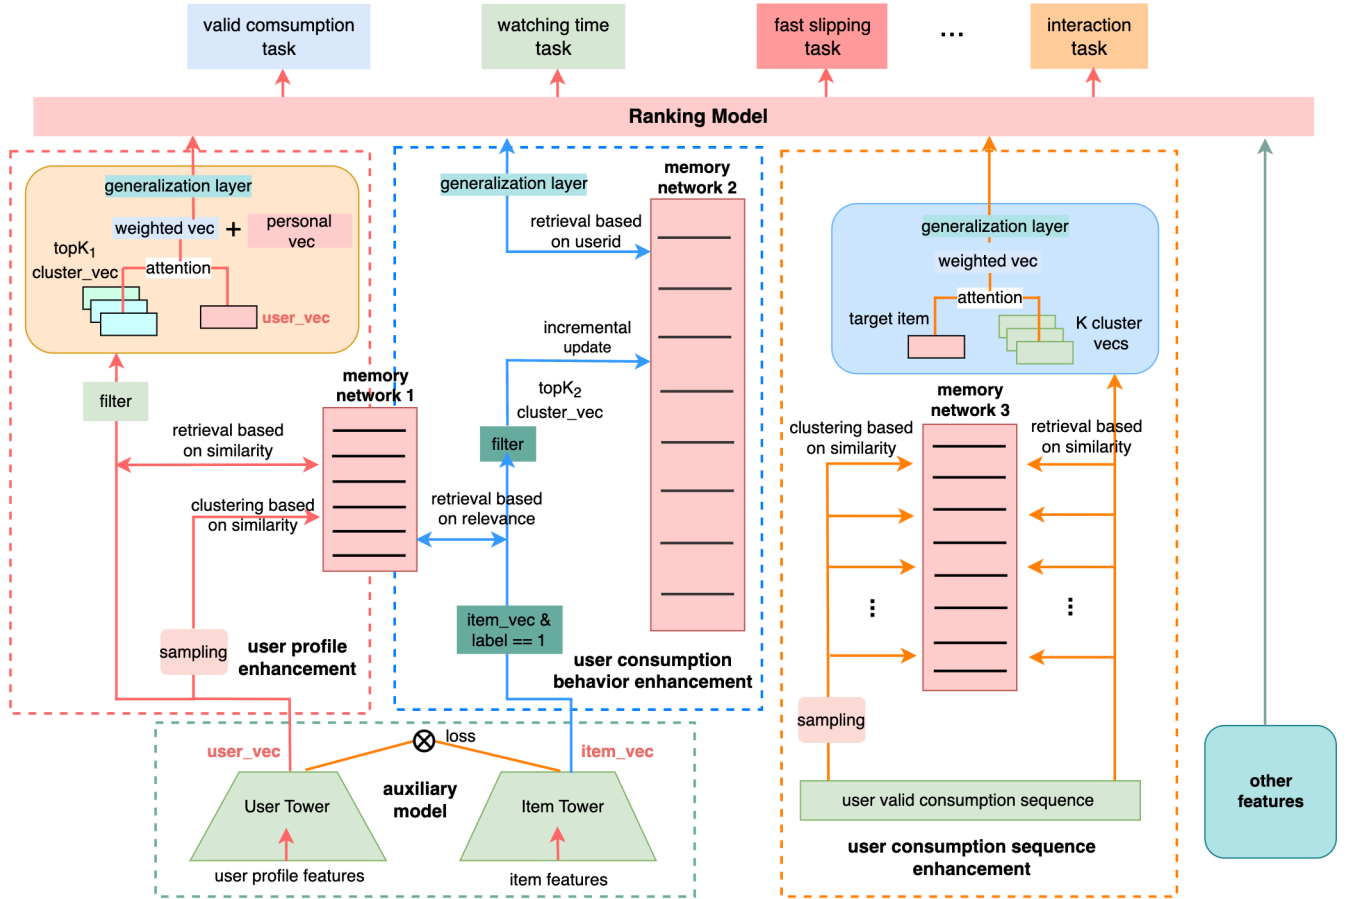 valid comsumption
task
watching time
task
fast slipping
task
...
interaction
task
Ranking Model
generalization layer
weighted vec
+
personal
vec
topK1
cluster_vec
attention
user_vec
filter
memory
network 1
retrieval based
on similarity
clustering based
on similarity
sampling
user profile
enhancement
generalization layer
memory
network 2
retrieval based
on userid
incremental
update
topK2
cluster_vec
filter
retrieval based
on relevance
item_vec &
label == 1
user consumption
behavior enhancement
generalization layer
weighted vec
attention
target item
K cluster
vecs
memory
network 3
clustering based
on similarity
retrieval based
on similarity
...
...
sampling
user valid consumption sequence
user consumption sequence
enhancement
user_vec
loss
item_vec
auxiliary
model
User Tower
Item Tower
user profile features
item features
other
features